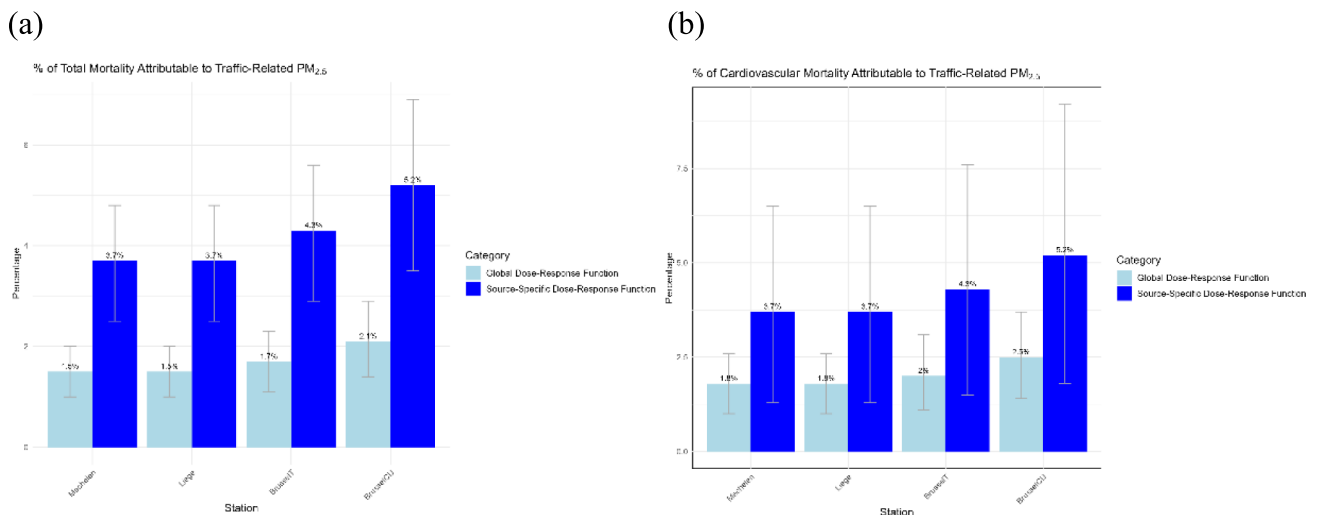 (a)
(b)
% of Total Mortality Attributable to Traffic-Related PM2.5
% of Cardiovascular Mortality Attributable to Traffic-Related PM2.5
Percentage
6
4
2
0
3.7%
3.7%
4.3%
5.2%
1.5%
1.5%
1.7%
2.1%
Mechelen
Liege
Station
Category
Global Dose-Response Function
Source-Specific Dose-Response Function
Percentage
7.5
5.0
2.5
0.0
3.7%
3.7%
4.3%
5.2%
1.8%
1.8%
2%
2.5%
Mechelen
Liege
Station
Category
Global Dose-Response Function
Source-Specific Dose-Response Function